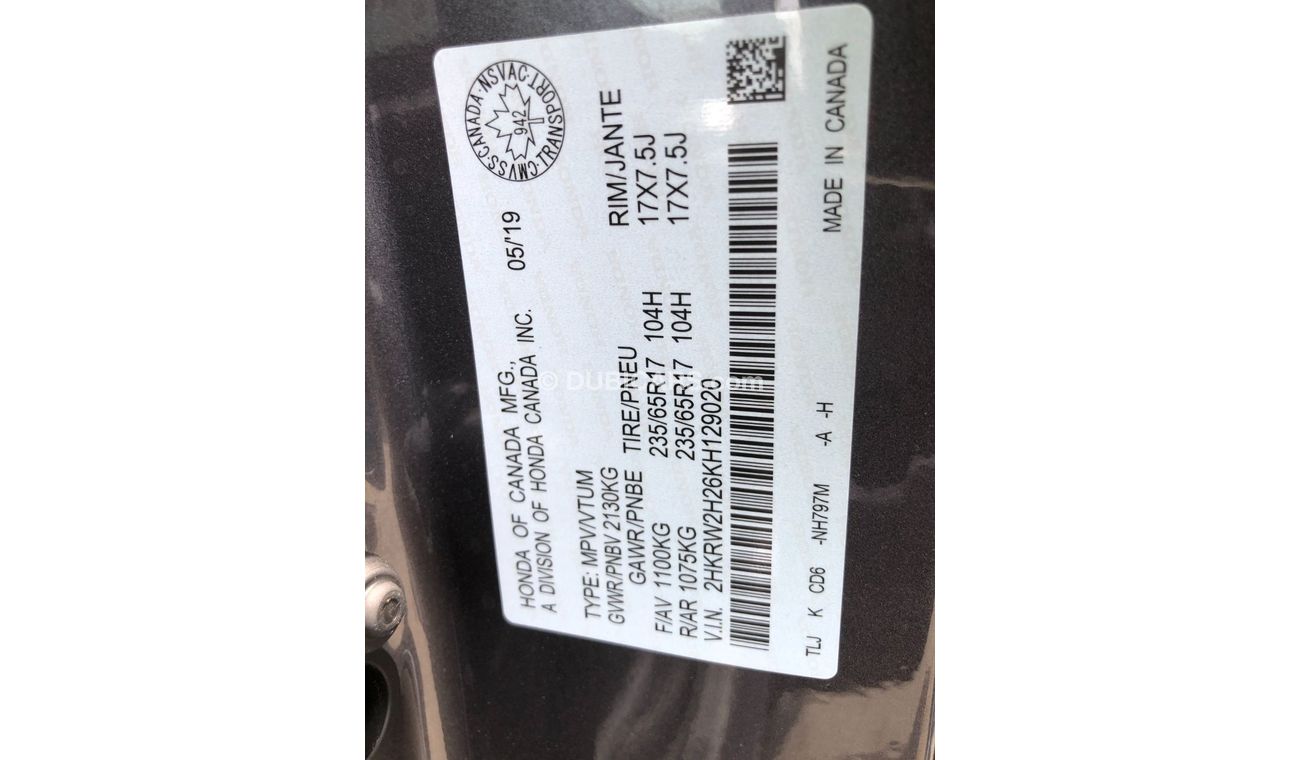 HONDA OF CANADA MFG.,
A DIVISION OF HONDA CANADA INC.
05/'19
CMVSS·CANADA·NSVAC·TRANSPORT·
942
TYPE: MPV/VTUM
GVWR/PNBV 2130KG
GAWR/PNBE TIRE/PNEU RIM/JANTE
F/AV 1100KG 235/65R17 104H 17X7.5J
R/AR 1075KG 235/65R17 104H 17X7.5J
V.I.N. 2HKRW2H26KH129020
TLJ K CD6 -NH797M -A -H MADE IN CANADA